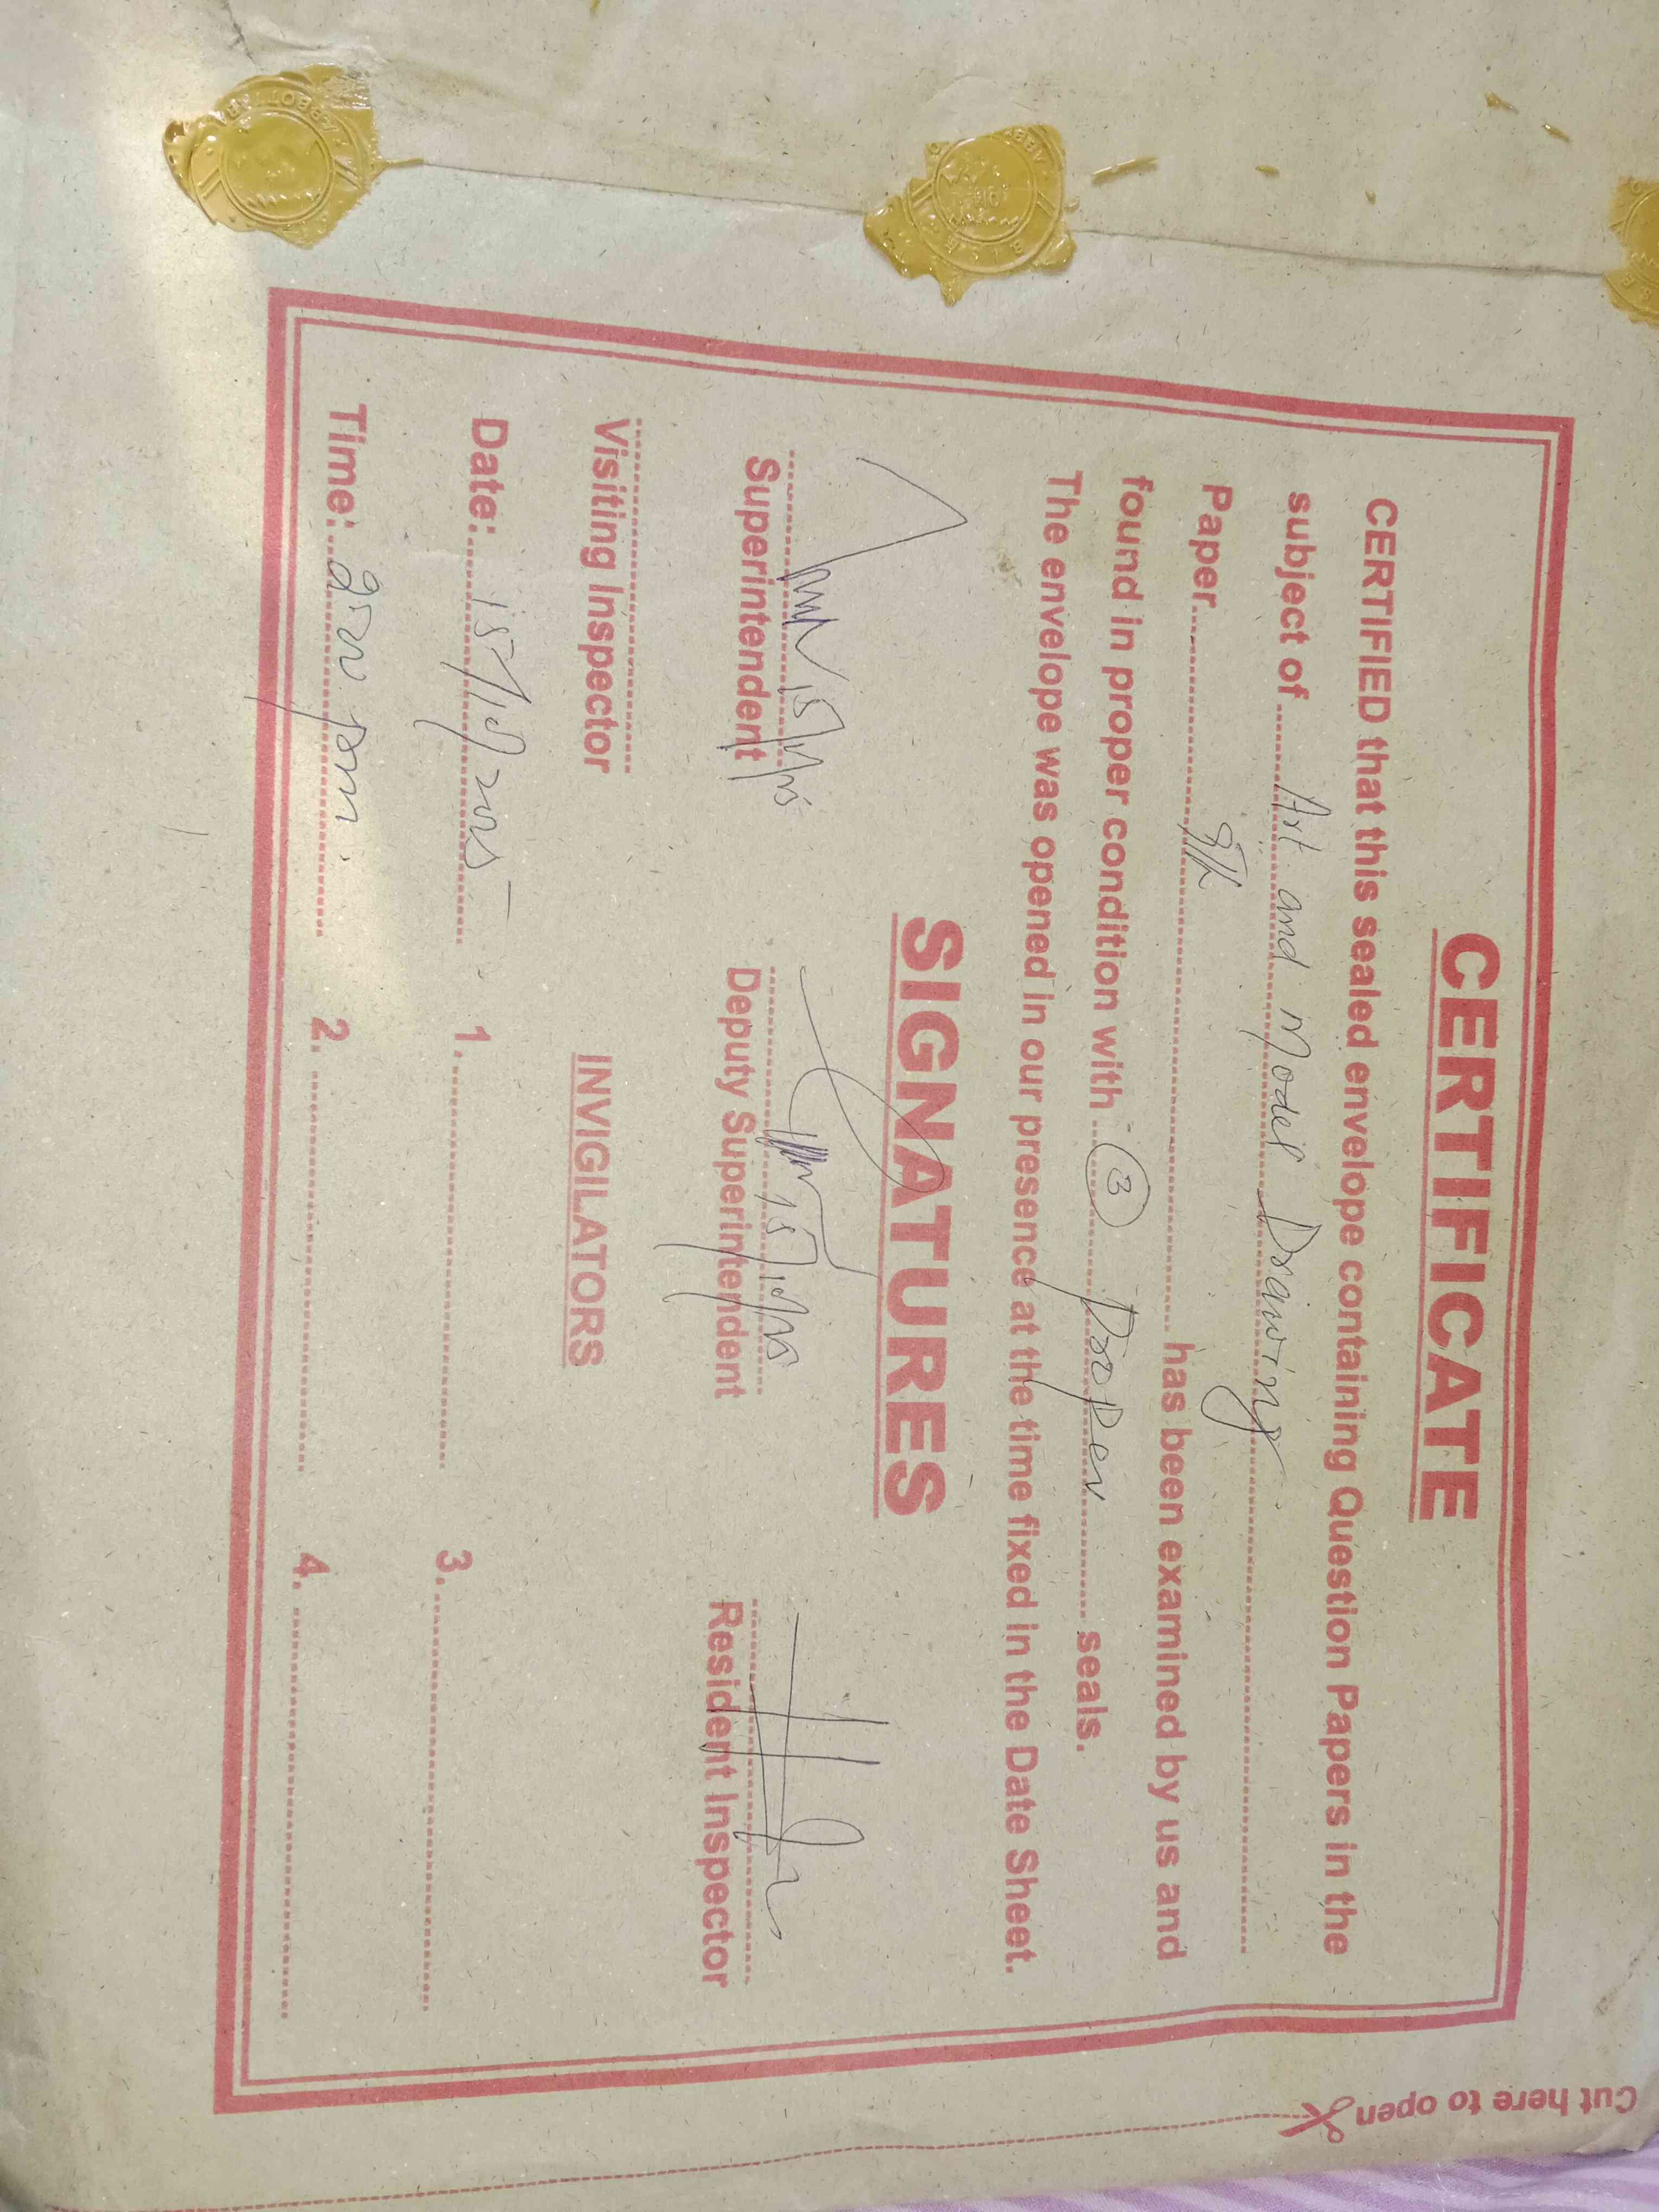 CERTIFICATE
CERTIFIED that this sealed envelope containing Question Papers in the
subject of Art and Model Drawing
Paper 9th has been examined by us and
found in proper condition with 3 Propen seals.
The envelope was opened in our presence at the time fixed in the Date Sheet.
SIGNATURES
Superintendent Deputy Superintendent Resident Inspector
Visiting Inspector INVIGILATORS
Date: 15/10/2025 1. 3.
Time: pm. 2. 4.
Cut here to open